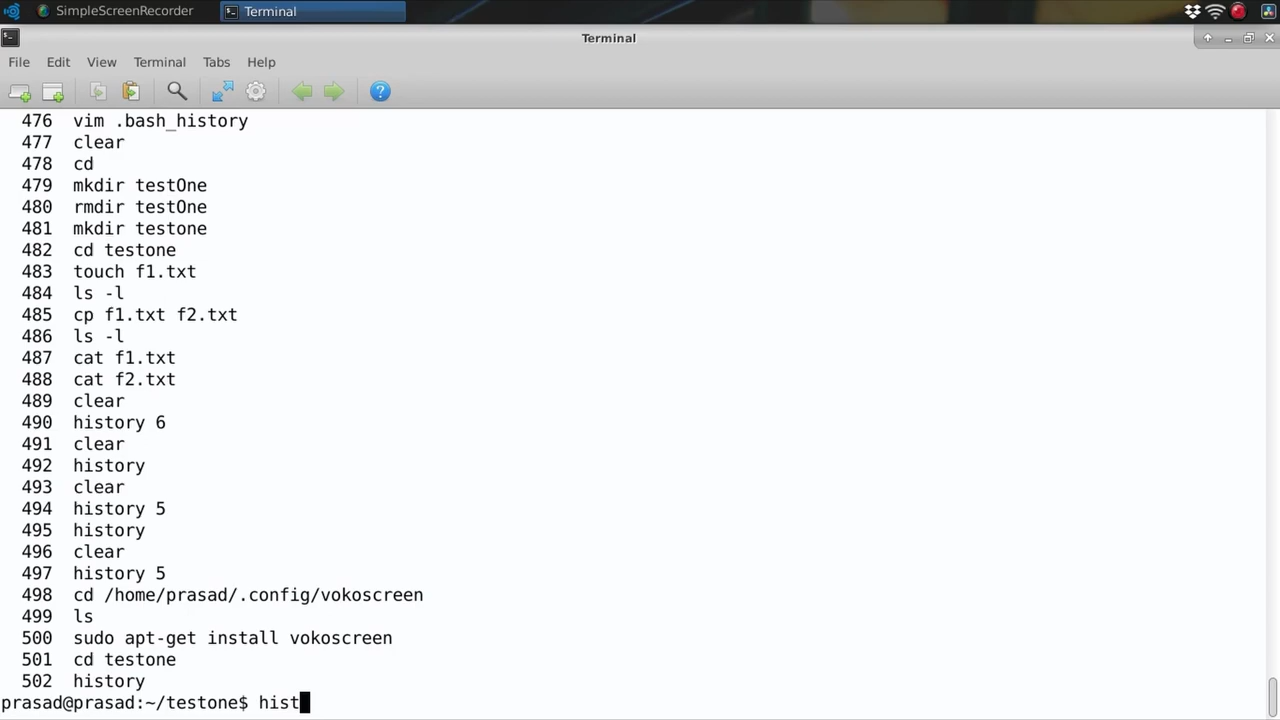 SimpleScreenRecorder
Terminal
Terminal
File Edit View Terminal Tabs Help
476 vim .bash_history
477 clear
478 cd
479 mkdir testOne
480 rmdir testOne
481 mkdir testone
482 cd testone
483 touch f1.txt
484 ls -l
485 cp f1.txt f2.txt
486 ls -l
487 cat f1.txt
488 cat f2.txt
489 clear
490 history 6
491 clear
492 history
493 clear
494 history 5
495 history
496 clear
497 history 5
498 cd /home/prasad/.config/vokoscreen
499 ls
500 sudo apt-get install vokoscreen
501 cd testone
502 history
prasad@prasad:~/testone$ hist